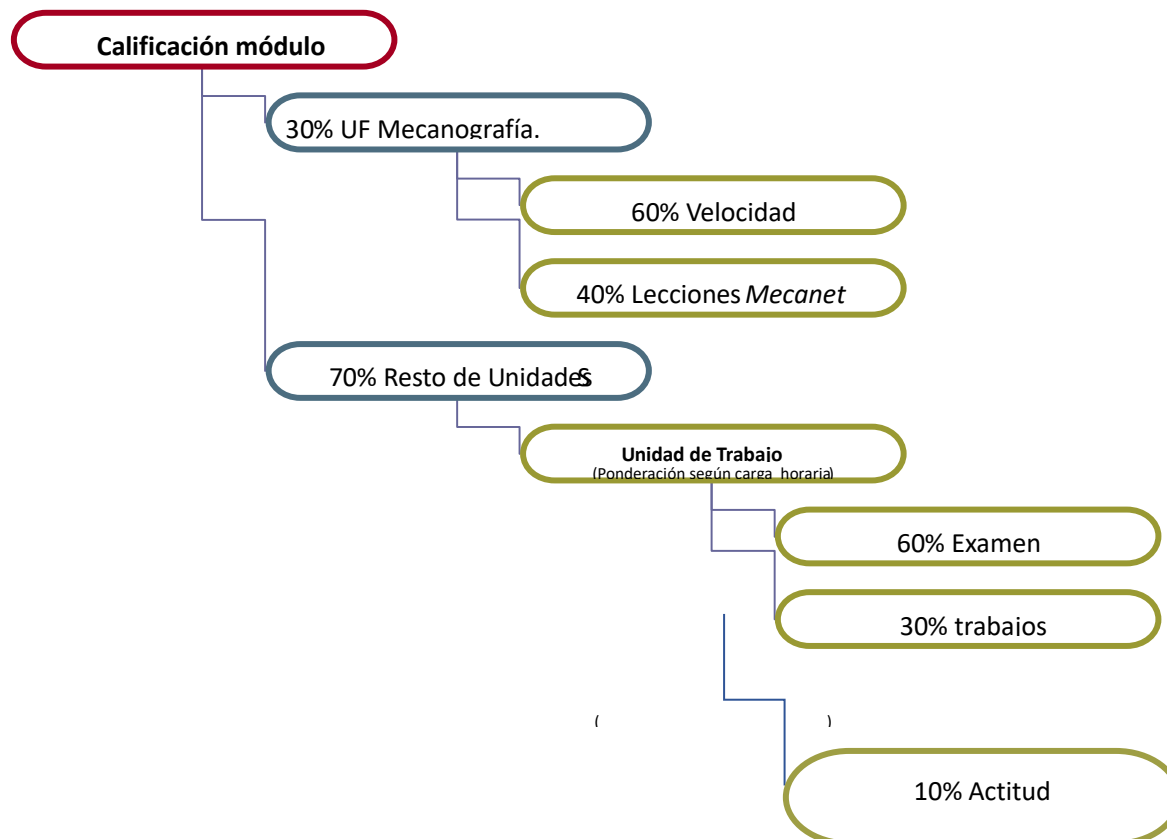 Calificación módulo
30% UF Mecanografía.
60% Velocidad
40% Lecciones Mecanet
70% Resto de Unidades
Unidad de Trabajo
(Ponderación según carga horaria)
60% Examen
30% trabajos
( )
10% Actitud